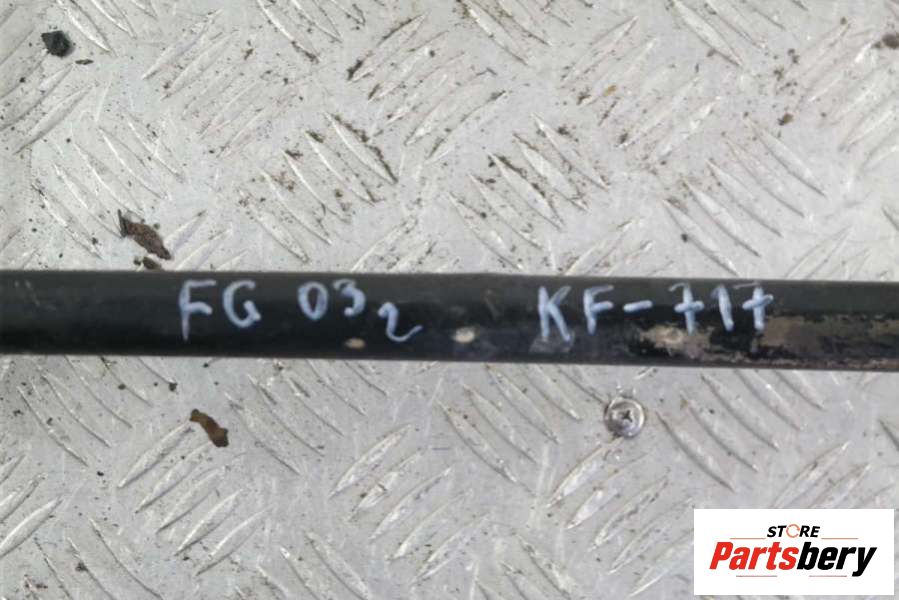 FG 03 2 KF-717
STORE
Partsbery